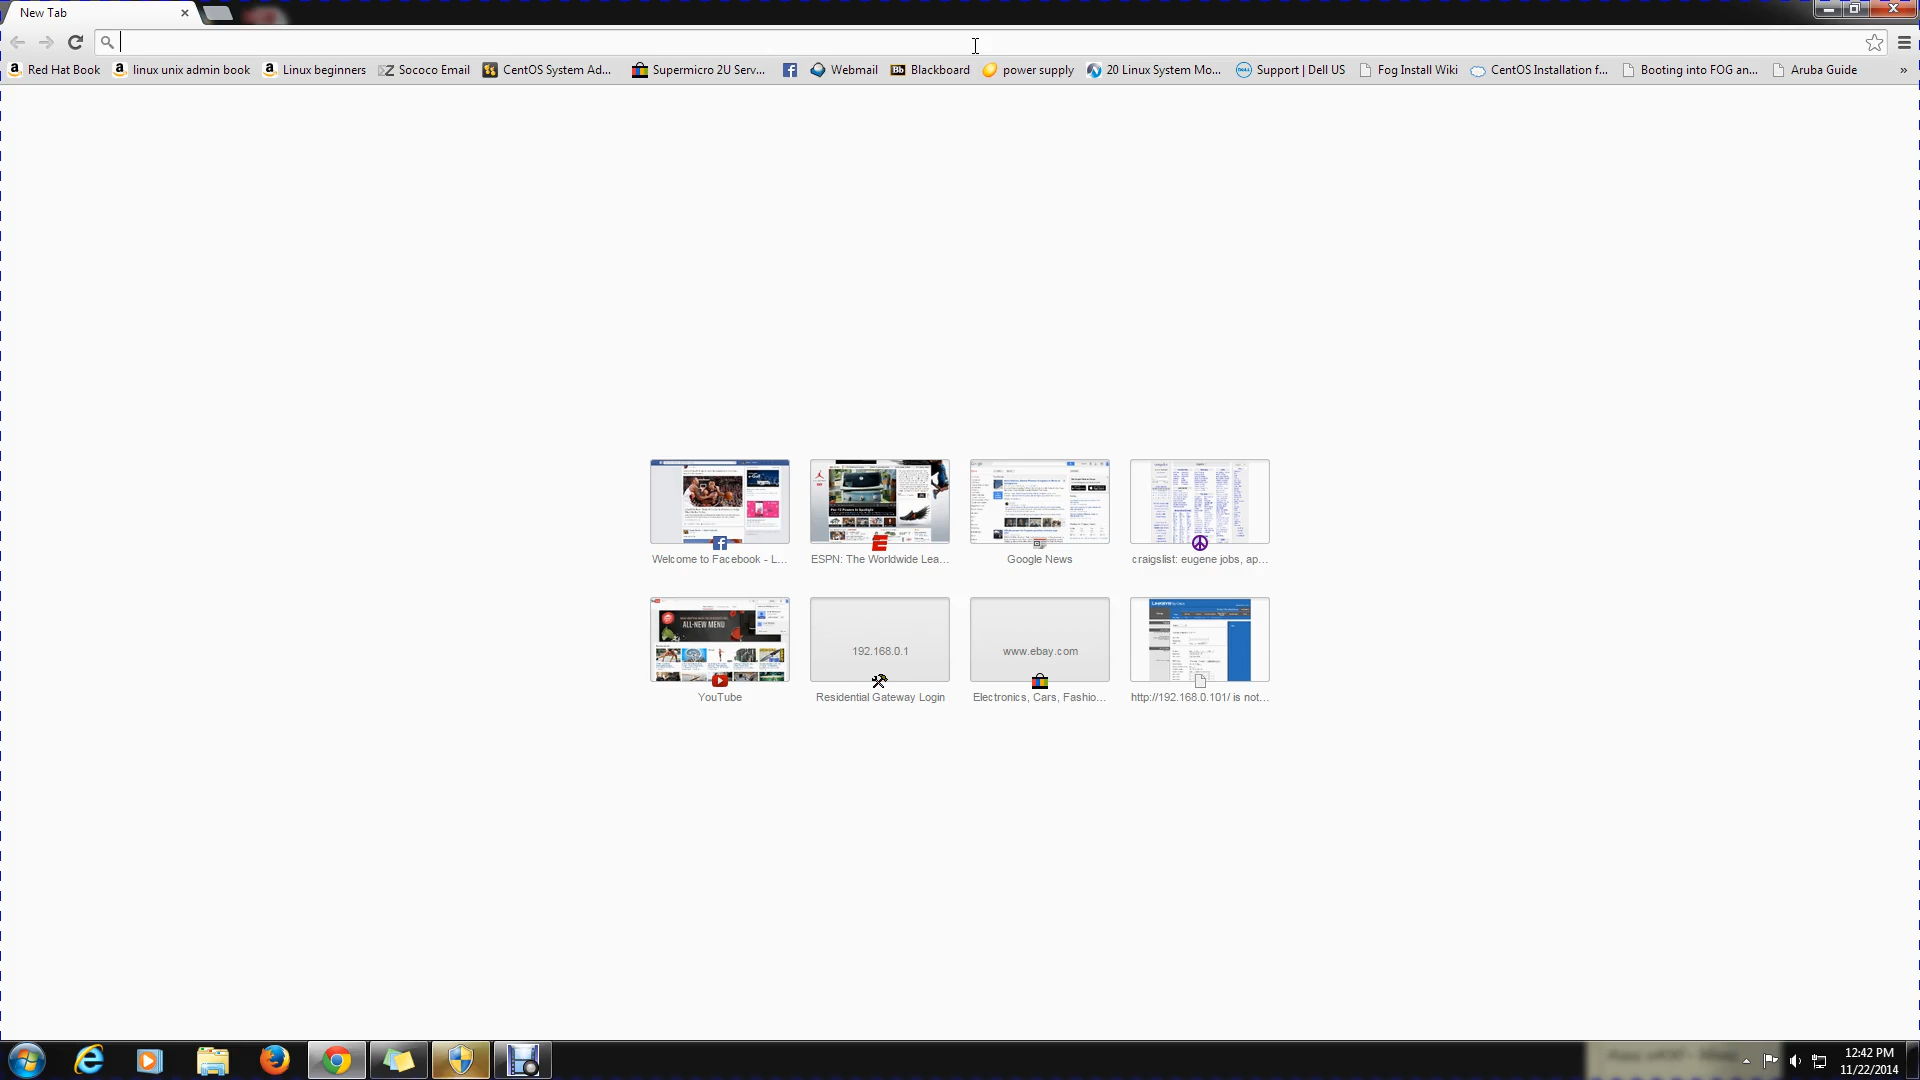 New Tab
Red Hat Book linux unix admin book Linux beginners Sococo Email CentOS System Ad... Supermicro 2U Serv... Webmail Blackboard power supply 20 Linux System Mo... Support | Dell US Fog Install Wiki CentOS Installation f... Booting into FOG an... Aruba Guide »
Welcome to Facebook - L... ESPN: The Worldwide Lea... Google News craigslist: eugene jobs, ap...
ALL-NEW MENU
192.168.0.1 www.ebay.com
YouTube Residential Gateway Login Electronics, Cars, Fashio... http://192.168.0.101/ is not...
12:42 PM
11/22/2014